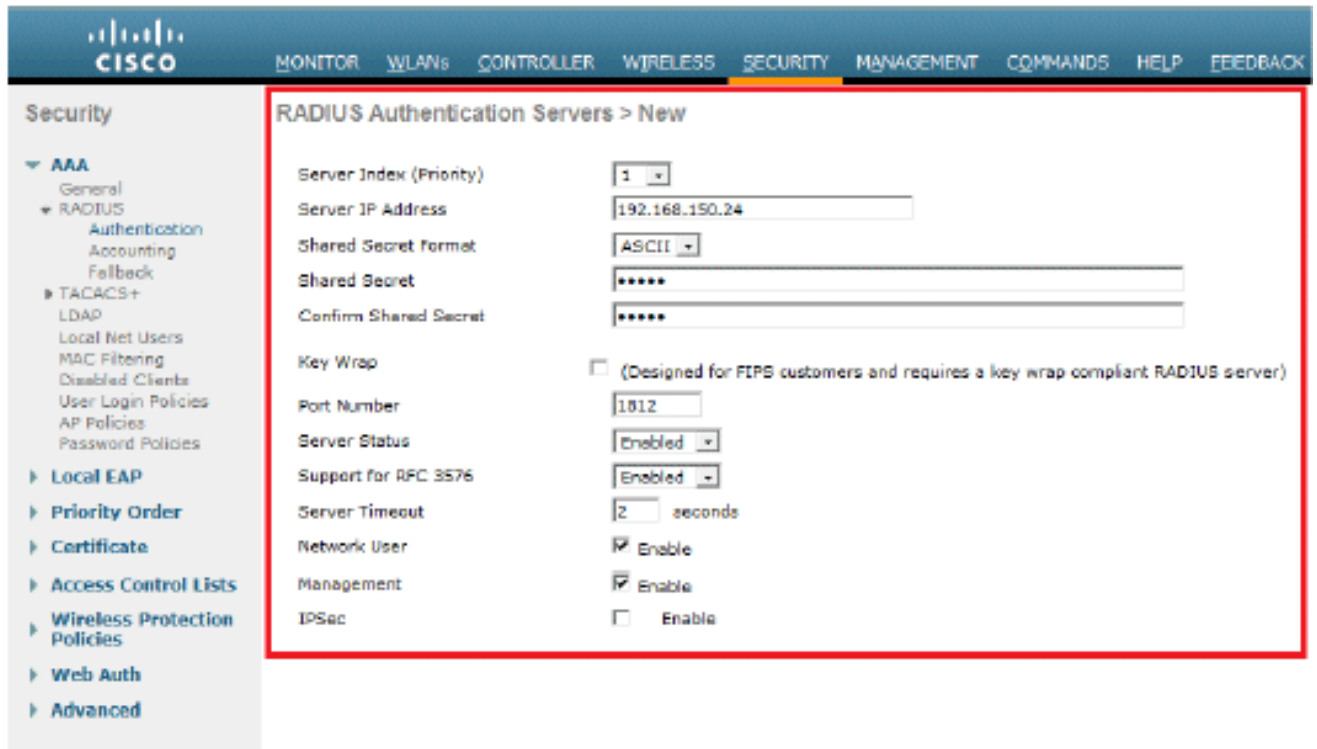 CISCO
MONITOR WLANs CONTROLLER WIRELESS SECURITY MANAGEMENT COMMANDS HELP FEEDBACK
Security
AAA
General
RADIUS
Authentication
Accounting
Fallback
TACACS+
LDAP
Local Net Users
MAC Filtering
Disabled Clients
User Login Policies
AP Policies
Password Policies
Local EAP
Priority Order
Certificate
Access Control Lists
Wireless Protection
Policies
Web Auth
Advanced
RADIUS Authentication Servers > New
Server Index (Priority) 1
Server IP Address 192.168.150.24
Shared Secret Format ASCII
Shared Secret •••••
Confirm Shared Secret •••••
Key Wrap (Designed for FIPS customers and requires a key wrap compliant RADIUS server)
Port Number 1812
Server Status Enabled
Support for RFC 3576 Enabled
Server Timeout 2 seconds
Network User Enable
Management Enable
IPSec Enable